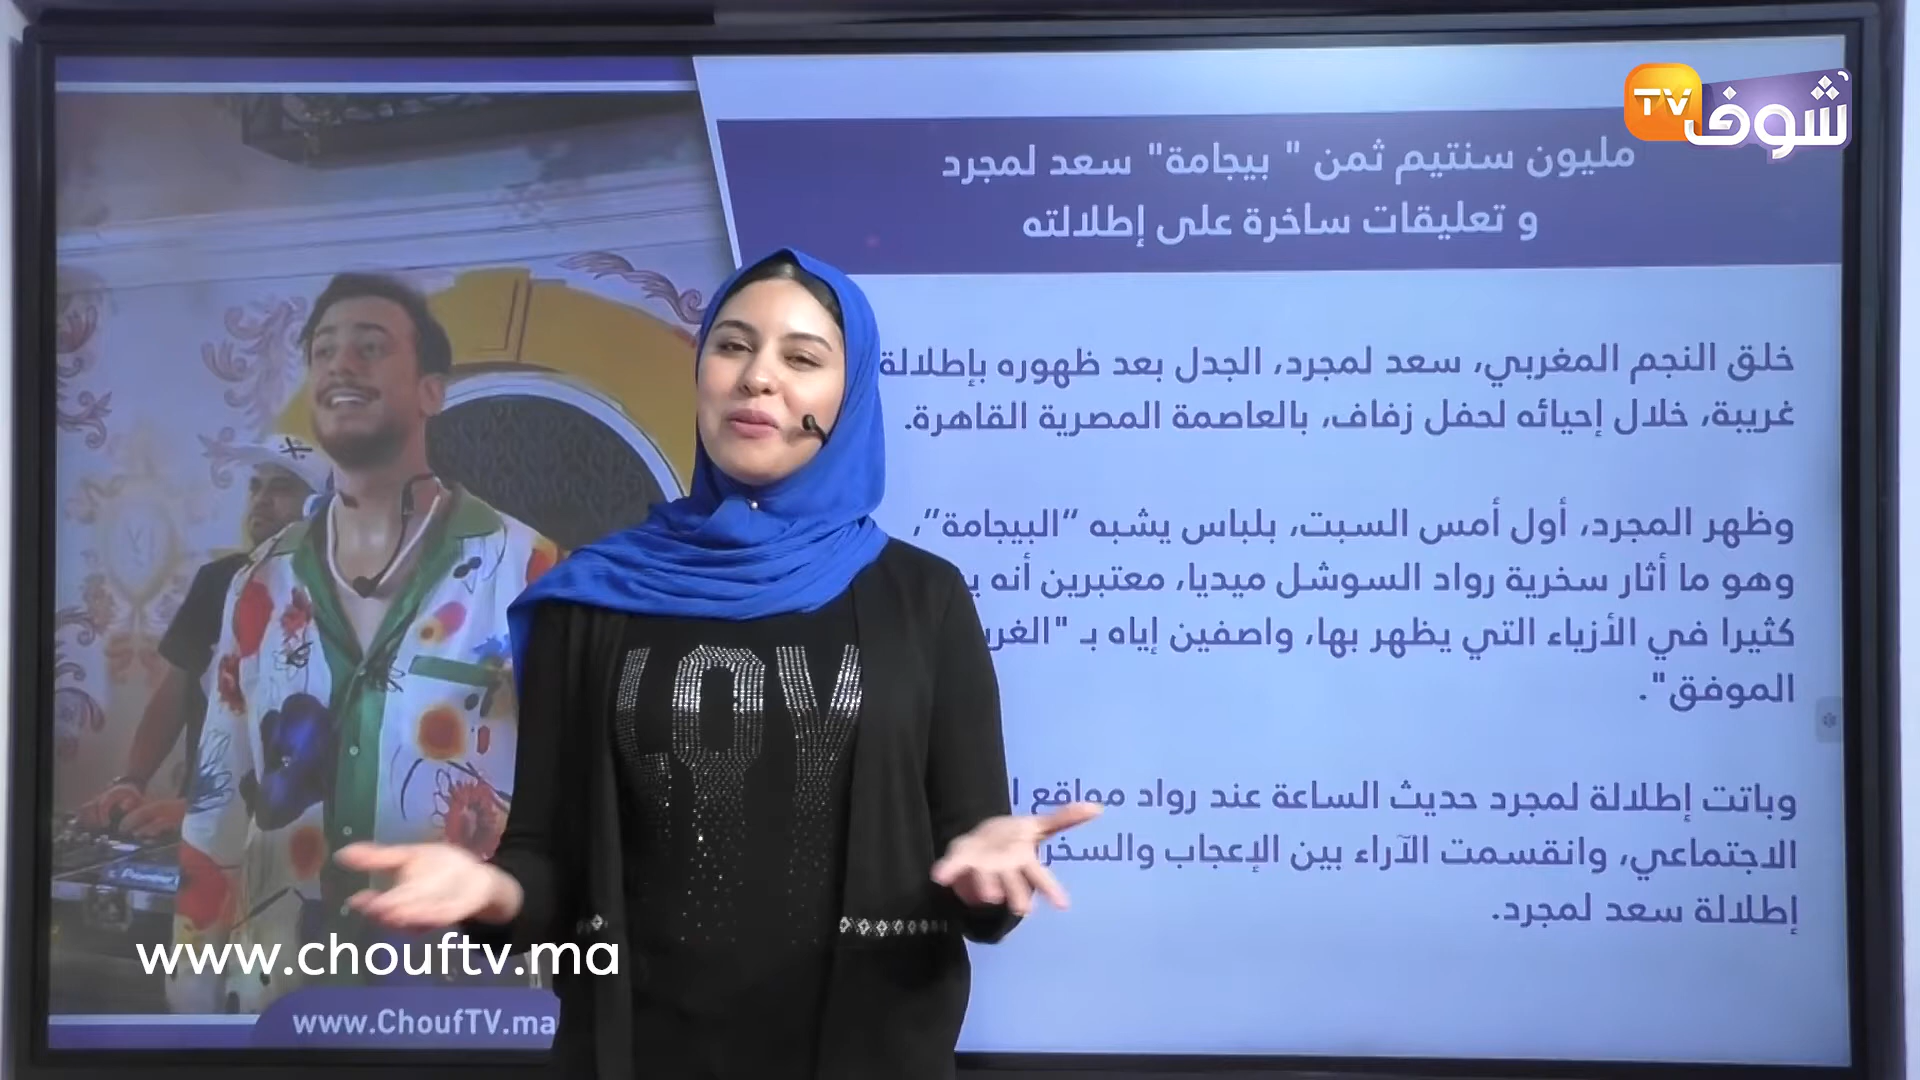 TV شوف
مليون سنتيم ثمن " بيجامة" سعد لمجرد
و تعليقات ساخرة على إطلالته
خلق النجم المغربي، سعد لمجرد، الجدل بعد ظهوره بإطلالة
غريبة، خلال إحيائه لحفل زفاف، بالعاصمة المصرية القاهرة.
وظهر المجرد، أول أمس السبت، بلباس يشبه “البيجامة”،
وهو ما أثار سخرية رواد السوشل ميديا، معتبرين أنه
كثيرا في الأزياء التي يظهر بها، واصفين إياه بـ
الموفق".
وباتت إطلالة لمجرد حديث الساعة عند رواد مواقع
الاجتماعي، وانقسمت الآراء بين الإعجاب
إطلالة سعد لمجرد.
LOV
www.chouftv.ma
www.ChoufTV.ma